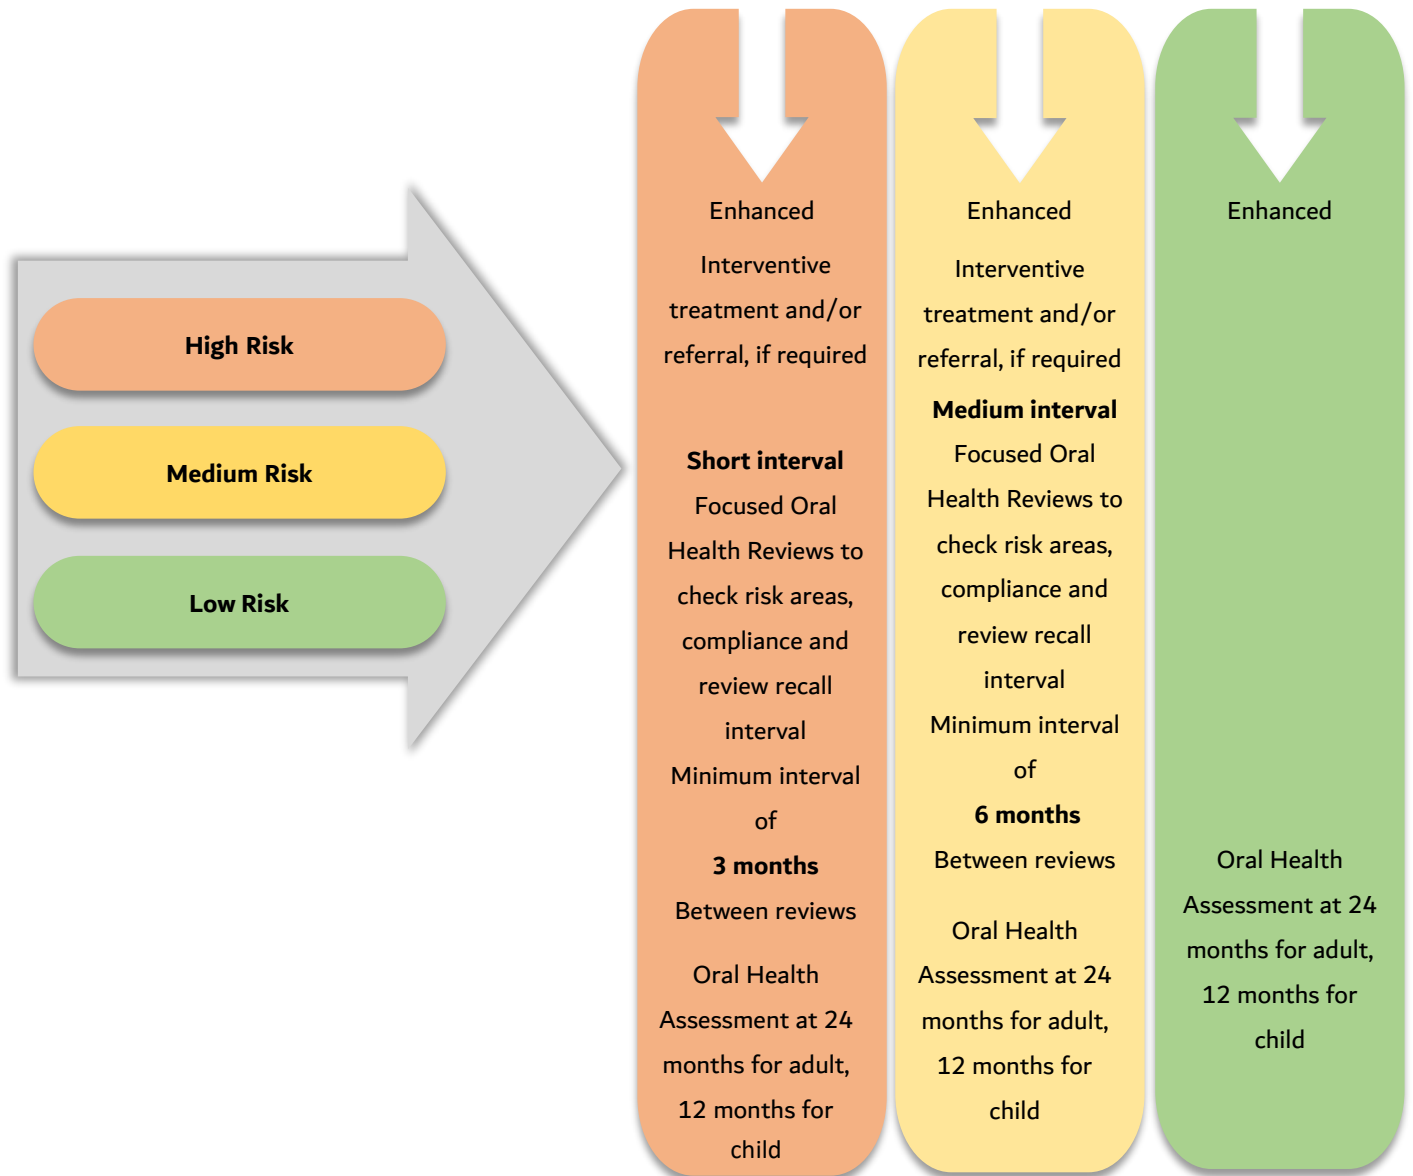 High Risk
Medium Risk
Low Risk
Enhanced
Interventive
treatment and/or
referral, if required
Short interval
Focused Oral
Health Reviews to
check risk areas,
compliance and
review recall
interval
Minimum interval
of
3 months
Between reviews
Oral Health
Assessment at 24
months for adult,
12 months for
child
Enhanced
Interventive
treatment and/or
referral, if required
Medium interval
Focused Oral
Health Reviews to
check risk areas,
compliance and
review recall
interval
Minimum interval
of
6 months
Between reviews
Oral Health
Assessment at 24
months for adult,
12 months for
child
Enhanced
Oral Health
Assessment at 24
months for adult,
12 months for
child